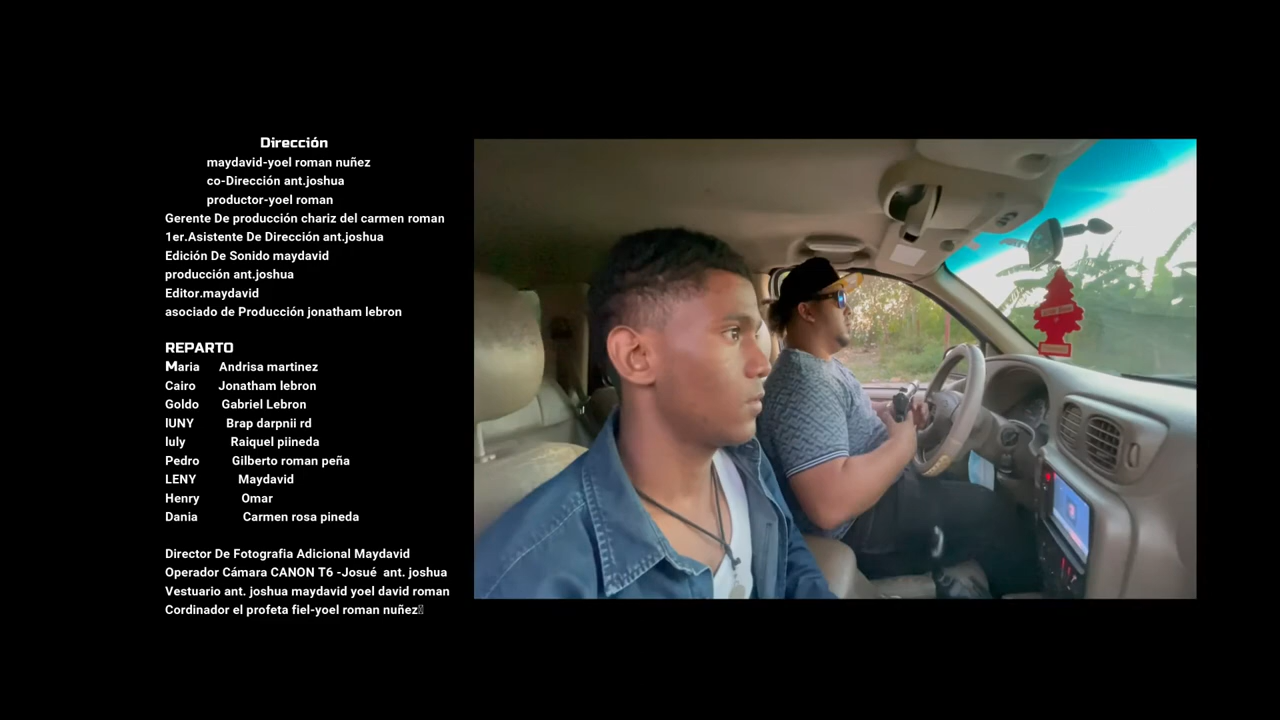 Dirección
maydavid-yoel roman nuñez
co-Dirección ant.joshua
productor-yoel roman
Gerente De producción chariz del carmen roman
1er.Asistente De Dirección ant.joshua
Edición De Sonido maydavid
producción ant.joshua
Editor.maydavid
asociado de Producción jonatham lebron
REPARTO
Maria Andrisa martinez
Cairo Jonatham lebron
Goldo Gabriel Lebron
lUNY Brap darpnii rd
luly Raiquel piineda
Pedro Gilberto roman peña
LENY Maydavid
Henry Omar
Dania Carmen rosa pineda
Director De Fotografia Adicional Maydavid
Operador Cámara CANON T6 -Josué ant. joshua
Vestuario ant. joshua maydavid yoel david roman
Cordinador el profeta fiel-yoel roman nuñez